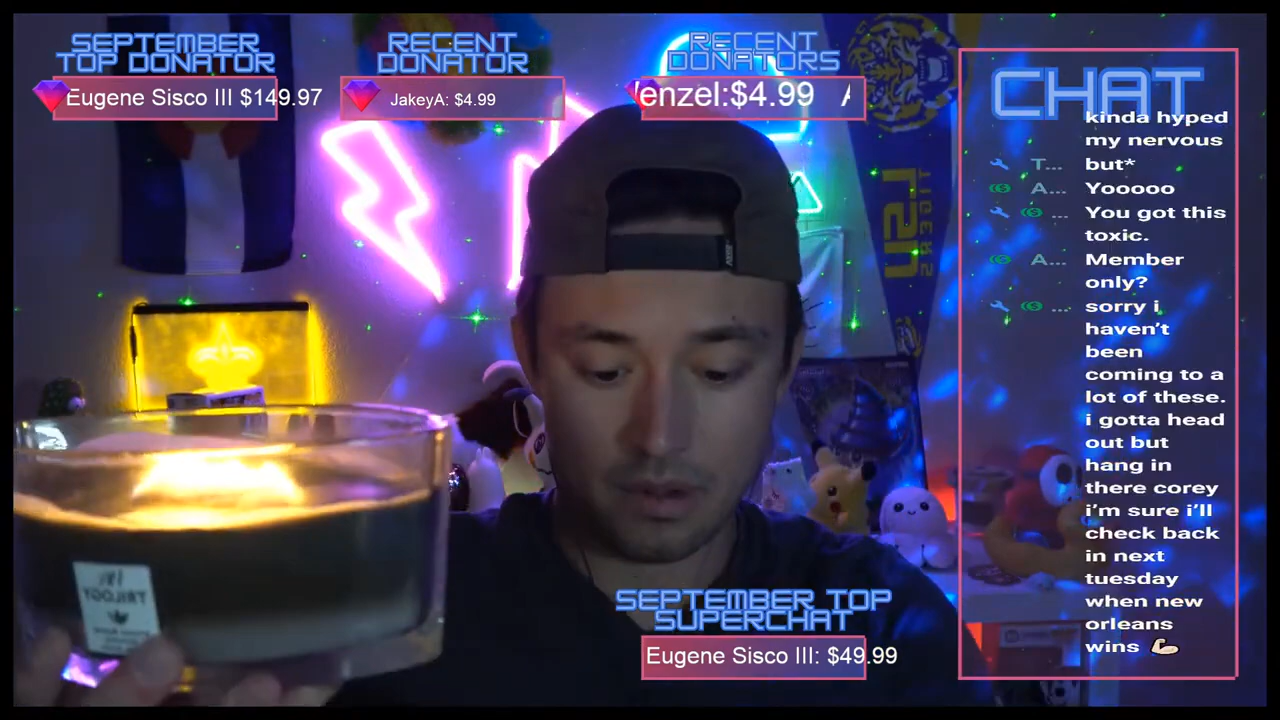 SEPTEMBER
TOP DONATOR
Eugene Sisco III $149.97
RECENT
DONATOR
JakeyA: $4.99
RECENT
DONATORS
enzel:$4.99
CHAT
kinda hyped
my nervous
T... but*
A... Yooooo
... You got this
toxic.
A... Member
only?
... sorry i
haven't
been
coming to a
lot of these.
i gotta head
out but
hang in
there corey
i'm sure i'll
check back
in next
tuesday
when new
orleans
wins 💪🏻
LSU
TIGERS
TRILOGY
SEPTEMBER TOP
SUPERCHAT
Eugene Sisco III: $49.99